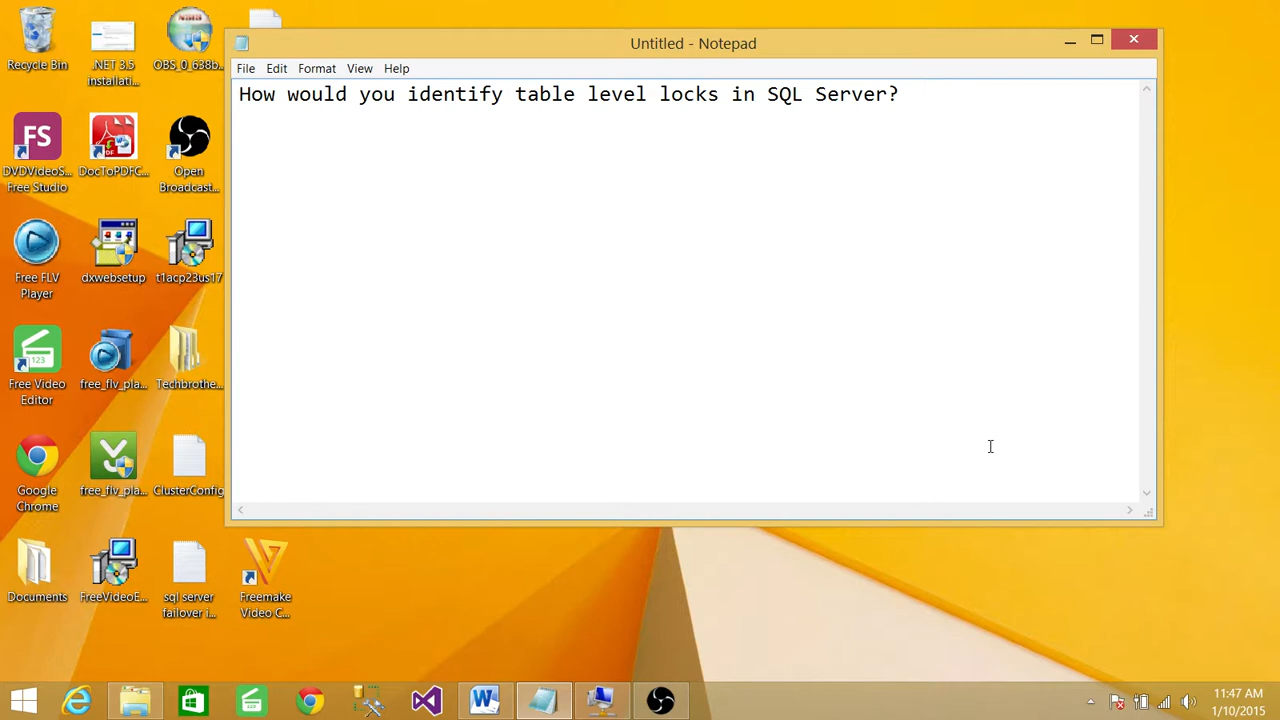 Untitled - Notepad
File Edit Format View Help
How would you identify table level locks in SQL Server?
Recycle Bin
.NET 3.5
installati...
OBS_0_638b...
FS
DVDVideoS...
Free Studio
DocToPDFC...
Open
Broadcast...
Free FLV
Player
dxwebsetup
t1acp23us17
123
Free Video
Editor
free_flv_pla...
Techbrothe...
Google
Chrome
free_flv_pla...
ClusterConfig
Documents
FreeVideoE...
sql server
failover i...
Freemake
Video C...
11:47 AM
1/10/2015